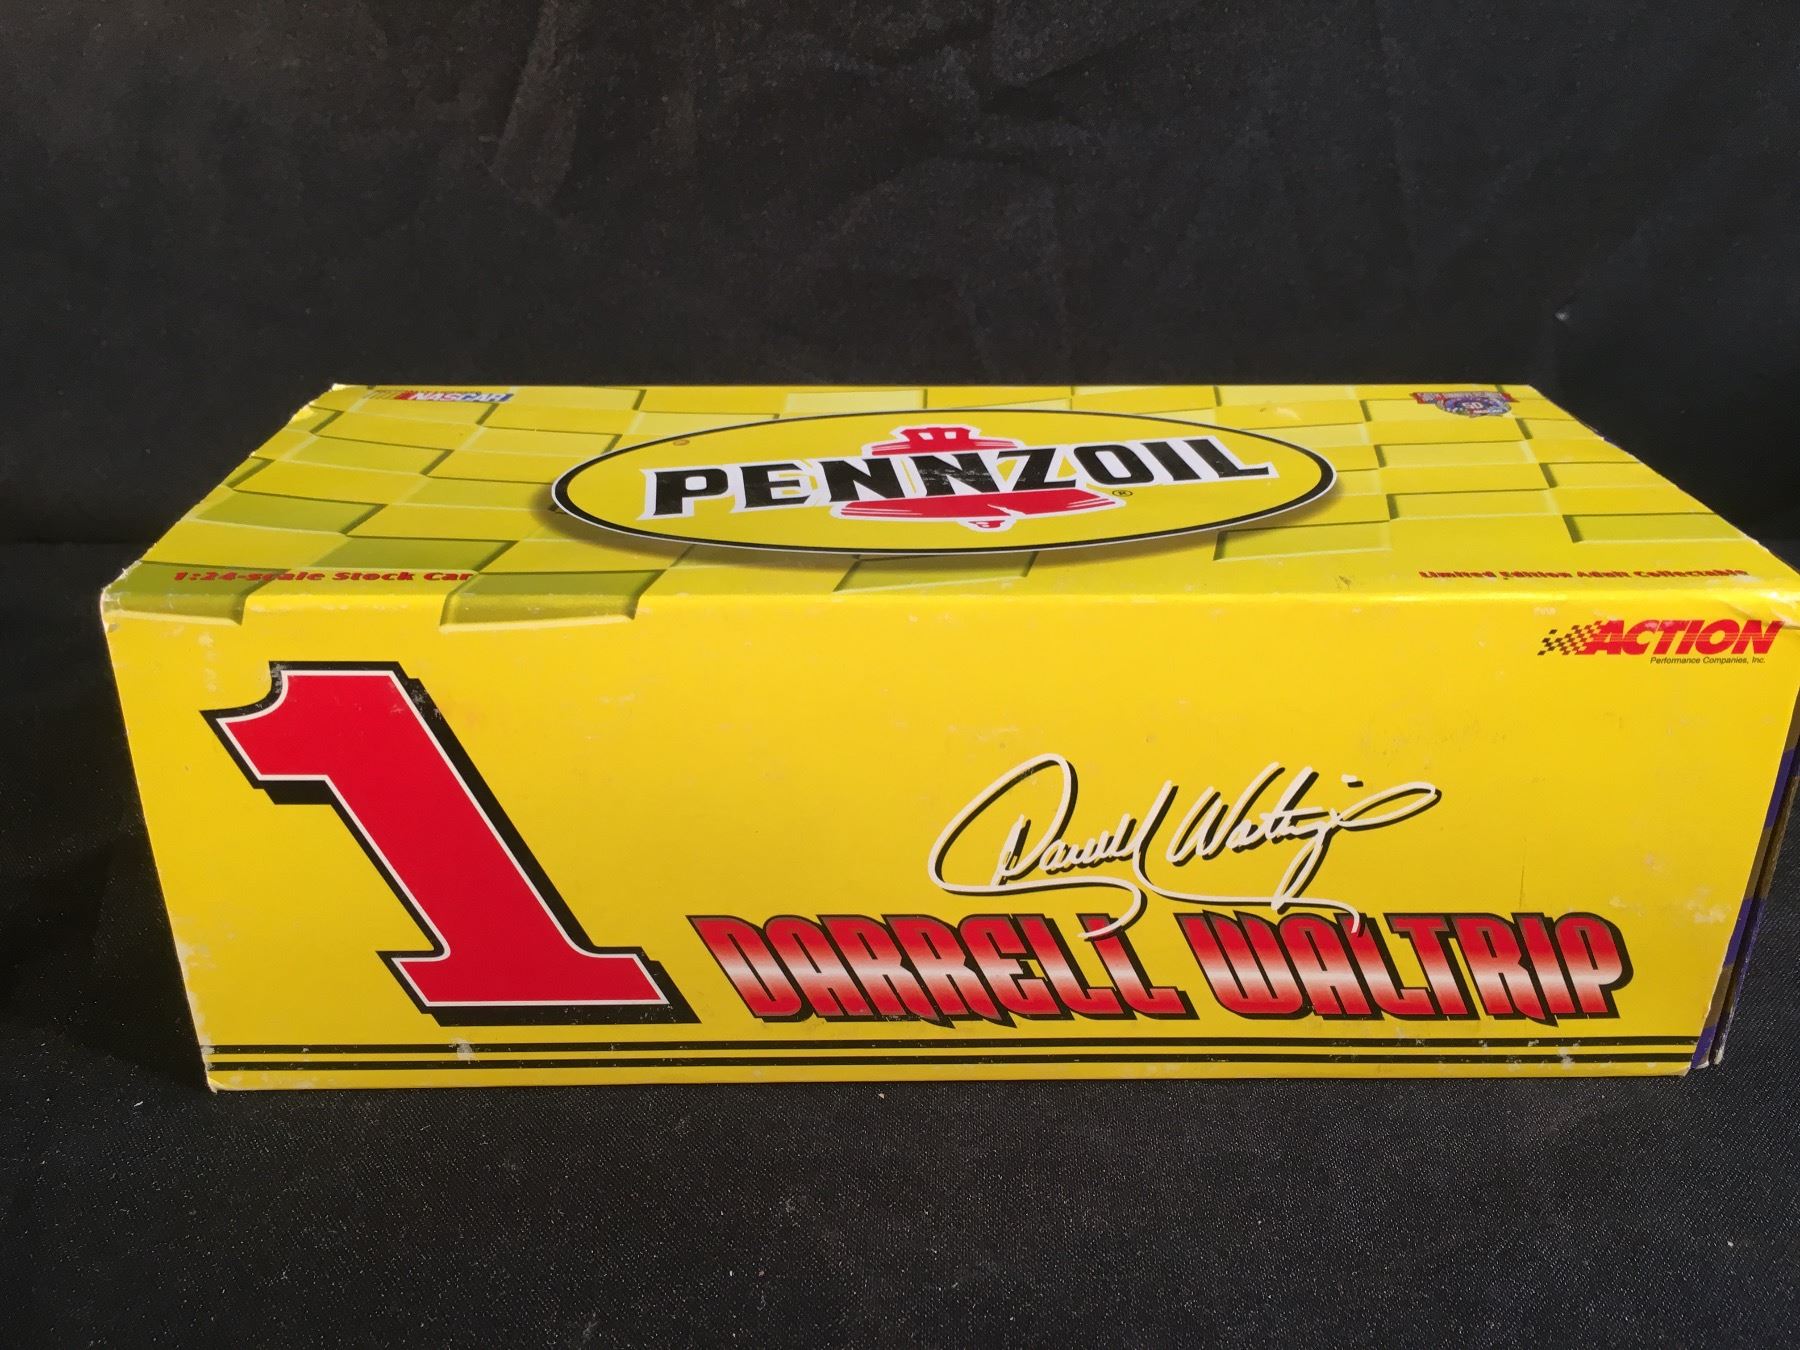 NASCAR
50
PENNZOIL®
1:24-scale Stock Car
Limited Edition Adult Collectable
ACTION
Performance Companies, Inc.
1
Darrell Waltrip
DARRELL WALTRIP